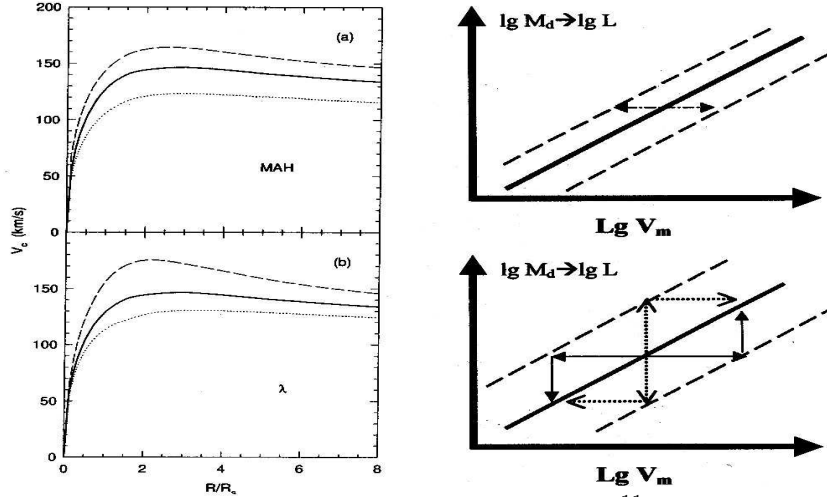 200
150
100
50
0
(a)
MAH
V_c (km/s)
150
100
50
0
(b)
λ
0
2
4
6
8
R/R_s
lg M_d→lg L
Lg V_m
lg M_d→lg L
Lg V_m